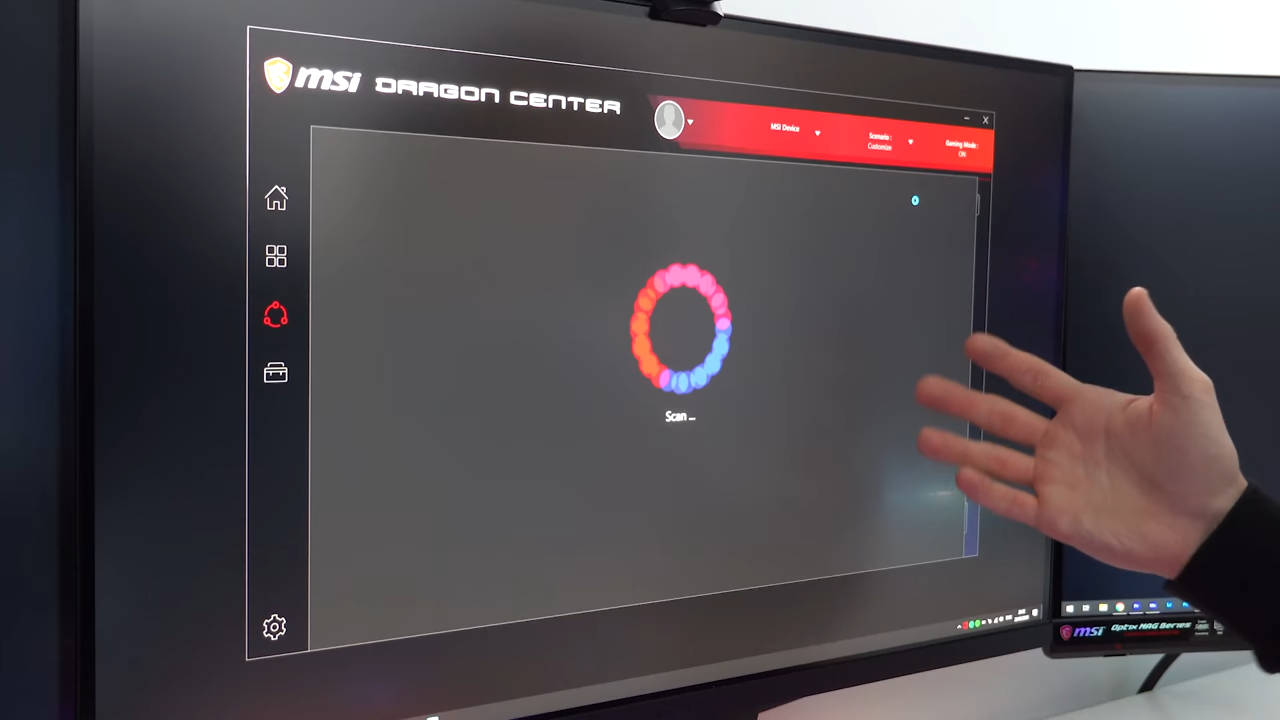 msi DRAGON CENTER
MSI Device
Scenario :
Customize
Gaming Mode :
ON
Scan ...
msi Optix MAG Series